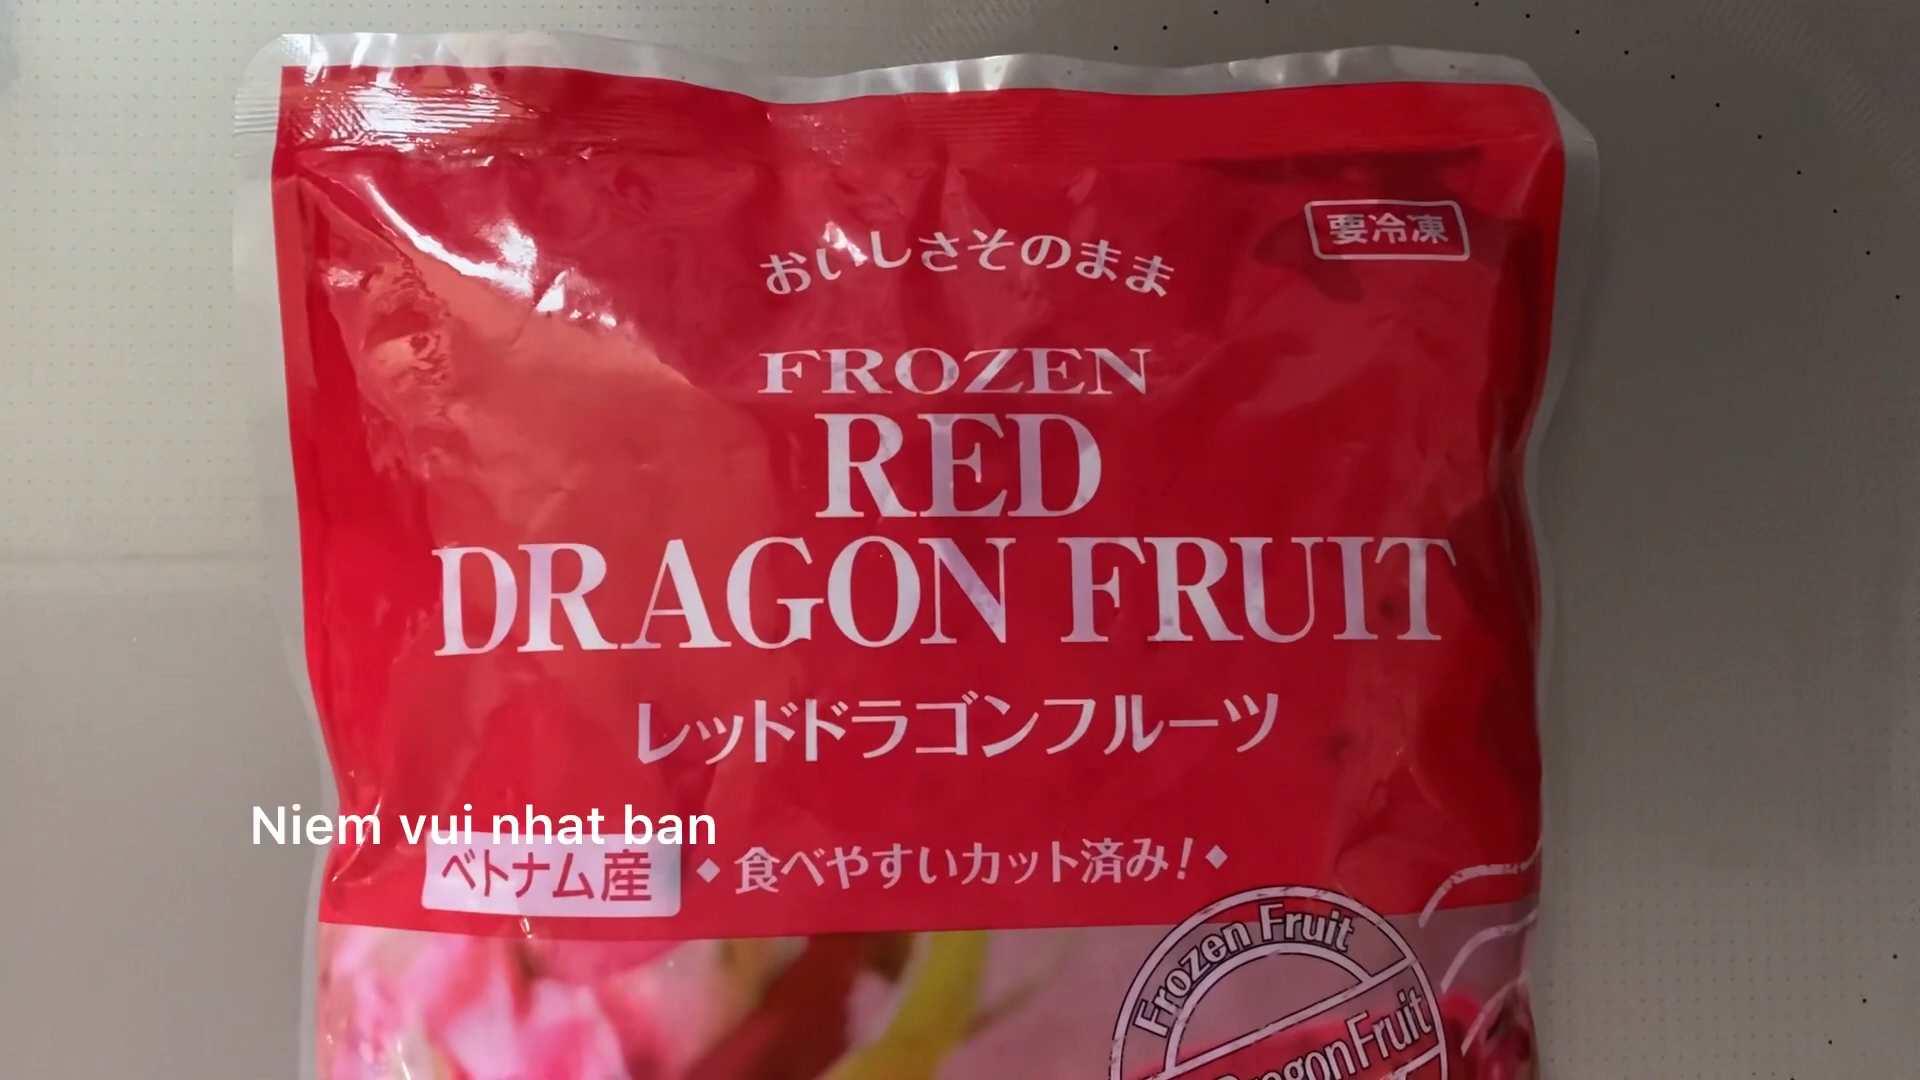 要冷凍
おいしさそのまま
FROZEN
RED
DRAGON FRUIT
レッドドラゴンフルーツ
Niem vui nhat ban
ベトナム産 ◆ 食べやすいカット済み!◆
Frozen Fruit
DragonFruit